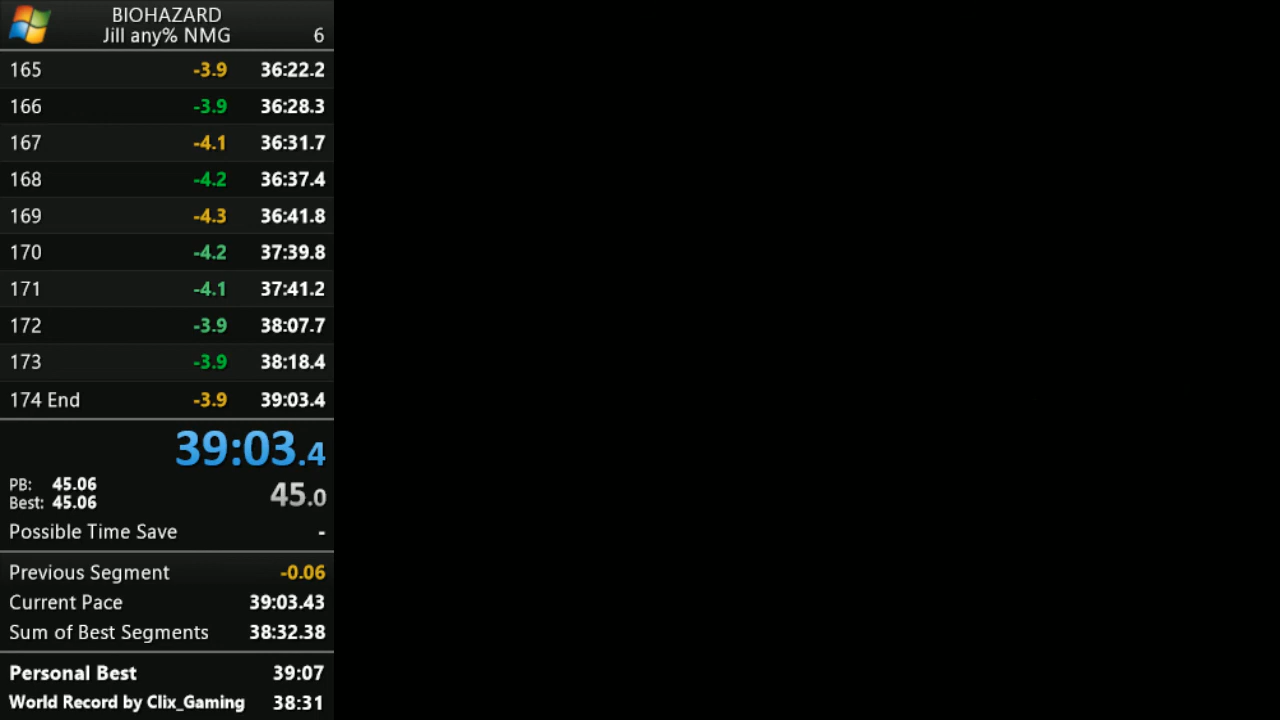 BIOHAZARD
Jill any% NMG 6
165 -3.9 36:22.2
166 -3.9 36:28.3
167 -4.1 36:31.7
168 -4.2 36:37.4
169 -4.3 36:41.8
170 -4.2 37:39.8
171 -4.1 37:41.2
172 -3.9 38:07.7
173 -3.9 38:18.4
174 End -3.9 39:03.4
39:03.4
PB: 45.06
Best: 45.06
45.0
Possible Time Save -
Previous Segment -0.06
Current Pace 39:03.43
Sum of Best Segments 38:32.38
Personal Best 39:07
World Record by Clix_Gaming 38:31